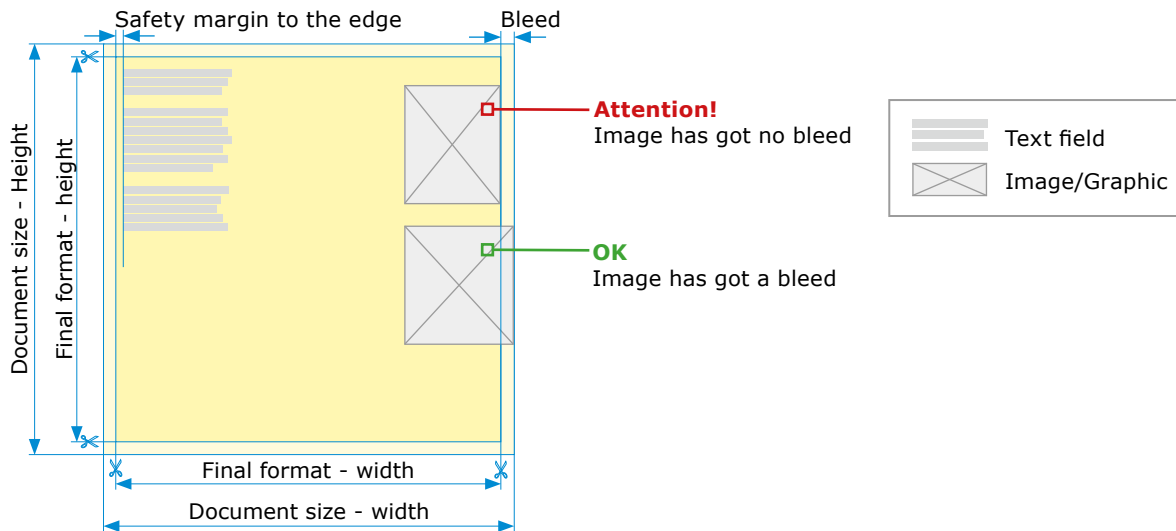 Safety margin to the edge
Bleed
Attention!
Image has got no bleed
Text field
Image/Graphic
Document size - Height
Final format - height
OK
Image has got a bleed
Final format - width
Document size - width